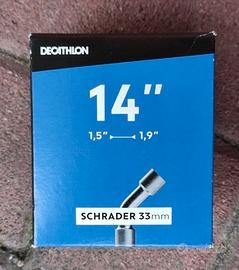 DECATHLON
14"
1,5" 1,9"
SCHRADER 33mm